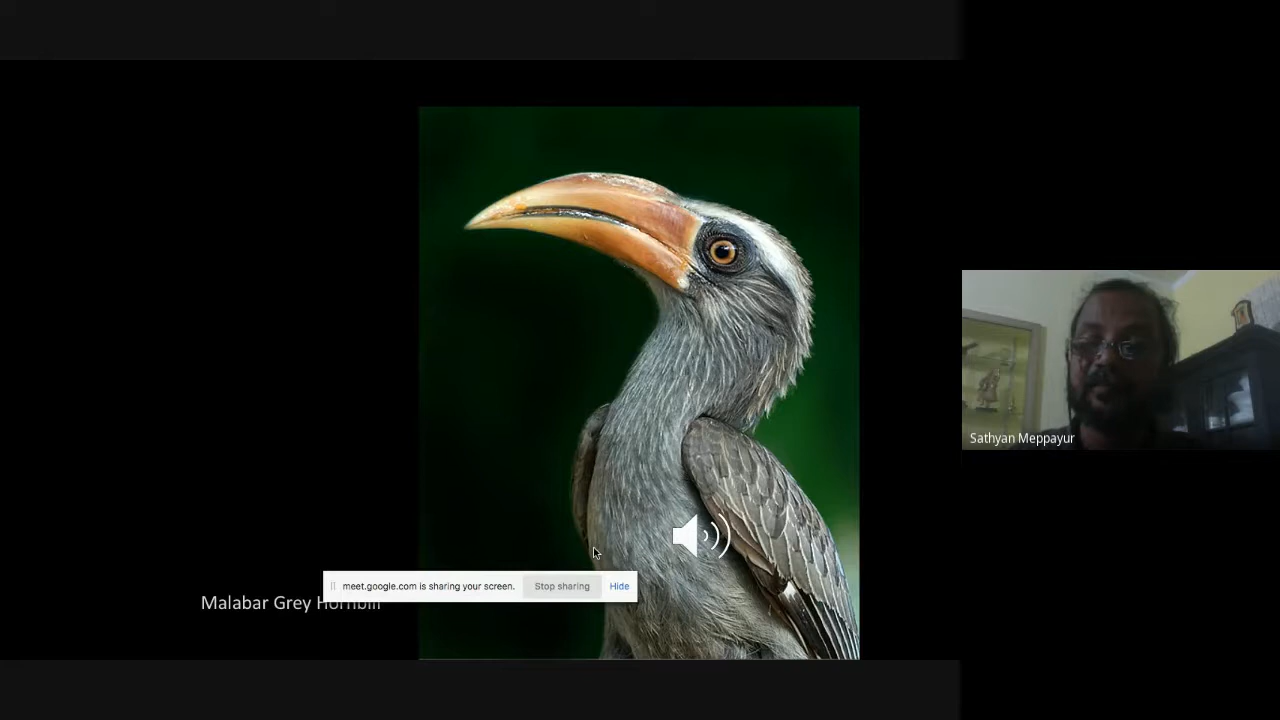 meet.google.com is sharing your screen.
Stop sharing
Hide
Malabar Grey Hornbill
Sathyan Meppayur